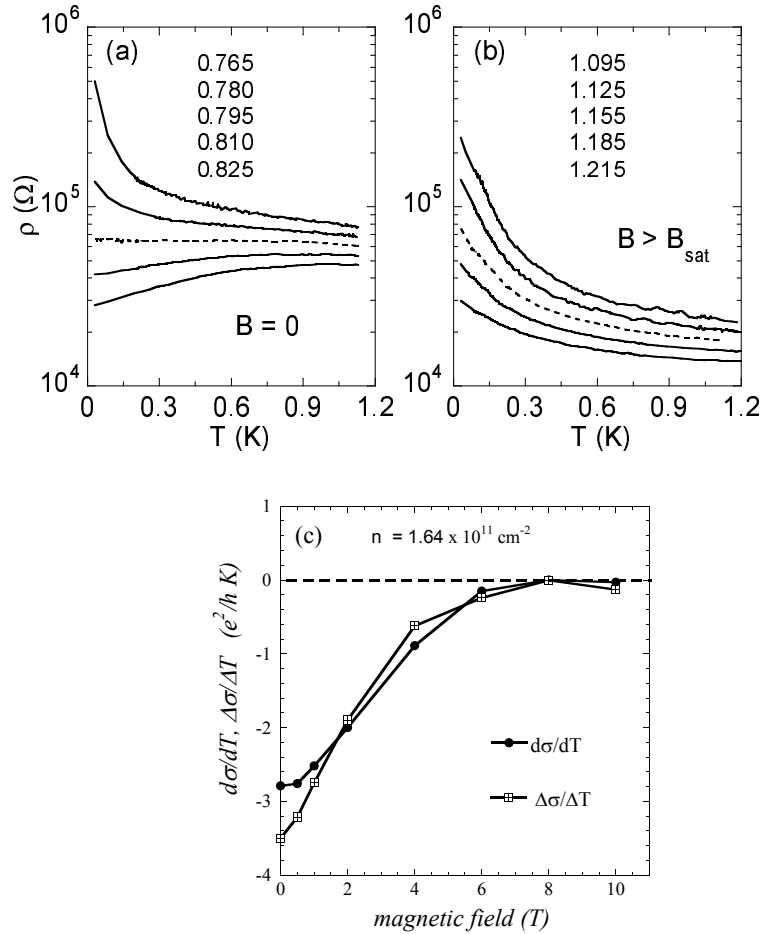 (a)
0.765
0.780
0.795
0.810
0.825
B = 0
10^6
10^5
10^4
ρ (Ω)
0 0.3 0.6 0.9 1.2
T (K)
(b)
1.095
1.125
1.155
1.185
1.215
B > B_sat
10^6
10^5
10^4
0 0.3 0.6 0.9 1.2
T (K)
(c)
n = 1.64 x 10^11 cm^-2
1
0
-1
-2
-3
-4
dσ/dT, Δσ/ΔT (e^2/h K)
dσ/dT
Δσ/ΔT
0 2 4 6 8 10
magnetic field (T)